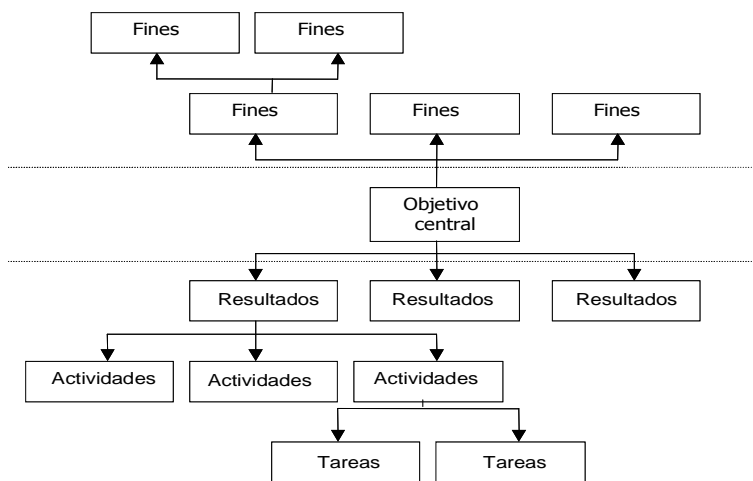 Fines
Fines
Fines
Fines
Fines
Objetivo
central
Resultados
Resultados
Resultados
Actividades
Actividades
Actividades
Tareas
Tareas